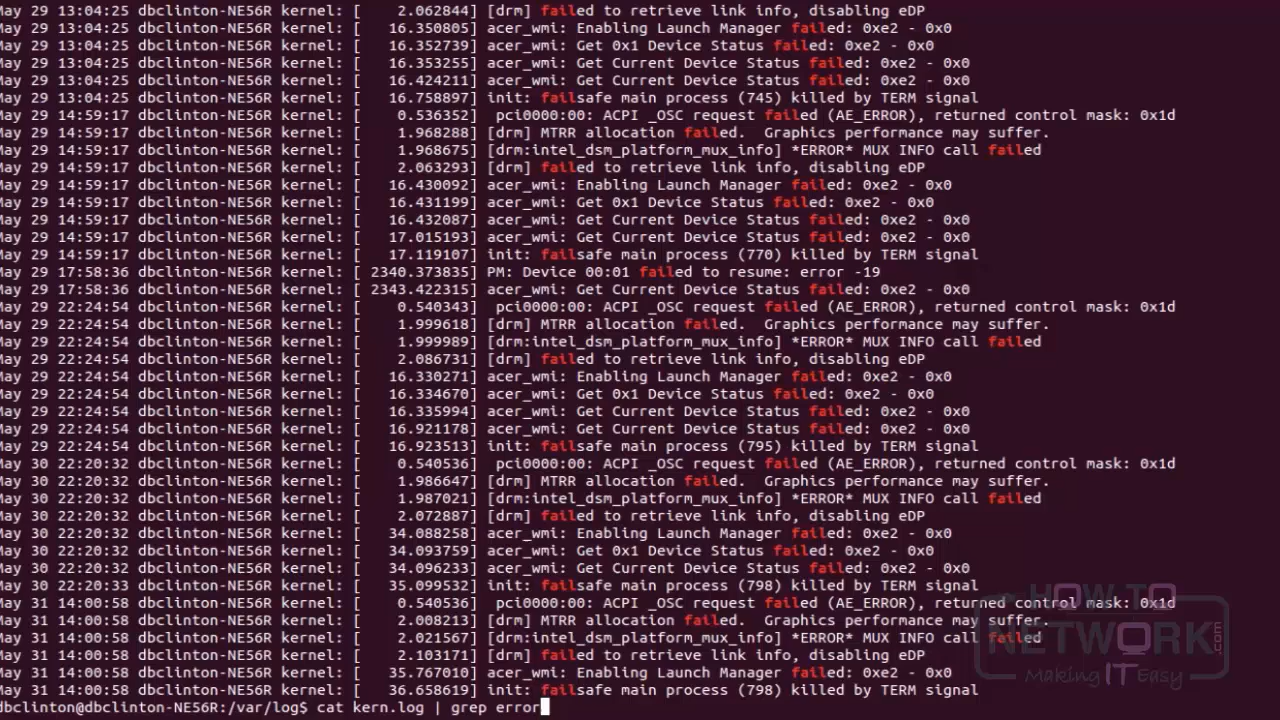 May 29 13:04:25 dbclinton-NE56R kernel: [    2.062844] [drm] failed to retrieve link info, disabling eDP
May 29 13:04:25 dbclinton-NE56R kernel: [   16.350805] acer_wmi: Enabling Launch Manager failed: 0xe2 - 0x0
May 29 13:04:25 dbclinton-NE56R kernel: [   16.352739] acer_wmi: Get 0x1 Device Status failed: 0xe2 - 0x0
May 29 13:04:25 dbclinton-NE56R kernel: [   16.353255] acer_wmi: Get Current Device Status failed: 0xe2 - 0x0
May 29 13:04:25 dbclinton-NE56R kernel: [   16.424211] acer_wmi: Get Current Device Status failed: 0xe2 - 0x0
May 29 13:04:25 dbclinton-NE56R kernel: [   16.758897] init: failsafe main process (745) killed by TERM signal
May 29 14:59:17 dbclinton-NE56R kernel: [    0.536352]  pci0000:00: ACPI _OSC request failed (AE_ERROR), returned control mask: 0x1d
May 29 14:59:17 dbclinton-NE56R kernel: [    1.968288] [drm] MTRR allocation failed.  Graphics performance may suffer.
May 29 14:59:17 dbclinton-NE56R kernel: [    1.968675] [drm:intel_dsm_platform_mux_info] *ERROR* MUX INFO call failed
May 29 14:59:17 dbclinton-NE56R kernel: [    2.063293] [drm] failed to retrieve link info, disabling eDP
May 29 14:59:17 dbclinton-NE56R kernel: [   16.430092] acer_wmi: Enabling Launch Manager failed: 0xe2 - 0x0
May 29 14:59:17 dbclinton-NE56R kernel: [   16.431199] acer_wmi: Get 0x1 Device Status failed: 0xe2 - 0x0
May 29 14:59:17 dbclinton-NE56R kernel: [   16.432087] acer_wmi: Get Current Device Status failed: 0xe2 - 0x0
May 29 14:59:17 dbclinton-NE56R kernel: [   17.015193] acer_wmi: Get Current Device Status failed: 0xe2 - 0x0
May 29 14:59:17 dbclinton-NE56R kernel: [   17.119107] init: failsafe main process (770) killed by TERM signal
May 29 17:58:36 dbclinton-NE56R kernel: [ 2340.373835] PM: Device 00:01 failed to resume: error -19
May 29 17:58:36 dbclinton-NE56R kernel: [ 2343.422315] acer_wmi: Get Current Device Status failed: 0xe2 - 0x0
May 29 22:24:54 dbclinton-NE56R kernel: [    0.540343]  pci0000:00: ACPI _OSC request failed (AE_ERROR), returned control mask: 0x1d
May 29 22:24:54 dbclinton-NE56R kernel: [    1.999618] [drm] MTRR allocation failed.  Graphics performance may suffer.
May 29 22:24:54 dbclinton-NE56R kernel: [    1.999989] [drm:intel_dsm_platform_mux_info] *ERROR* MUX INFO call failed
May 29 22:24:54 dbclinton-NE56R kernel: [    2.086731] [drm] failed to retrieve link info, disabling eDP
May 29 22:24:54 dbclinton-NE56R kernel: [   16.330271] acer_wmi: Enabling Launch Manager failed: 0xe2 - 0x0
May 29 22:24:54 dbclinton-NE56R kernel: [   16.334670] acer_wmi: Get 0x1 Device Status failed: 0xe2 - 0x0
May 29 22:24:54 dbclinton-NE56R kernel: [   16.335994] acer_wmi: Get Current Device Status failed: 0xe2 - 0x0
May 29 22:24:54 dbclinton-NE56R kernel: [   16.921178] acer_wmi: Get Current Device Status failed: 0xe2 - 0x0
May 29 22:24:54 dbclinton-NE56R kernel: [   16.923513] init: failsafe main process (795) killed by TERM signal
May 30 22:20:32 dbclinton-NE56R kernel: [    0.540536]  pci0000:00: ACPI _OSC request failed (AE_ERROR), returned control mask: 0x1d
May 30 22:20:32 dbclinton-NE56R kernel: [    1.986647] [drm] MTRR allocation failed.  Graphics performance may suffer.
May 30 22:20:32 dbclinton-NE56R kernel: [    1.987021] [drm:intel_dsm_platform_mux_info] *ERROR* MUX INFO call failed
May 30 22:20:32 dbclinton-NE56R kernel: [    2.072887] [drm] failed to retrieve link info, disabling eDP
May 30 22:20:32 dbclinton-NE56R kernel: [   34.088258] acer_wmi: Enabling Launch Manager failed: 0xe2 - 0x0
May 30 22:20:32 dbclinton-NE56R kernel: [   34.093759] acer_wmi: Get 0x1 Device Status failed: 0xe2 - 0x0
May 30 22:20:32 dbclinton-NE56R kernel: [   34.096233] acer_wmi: Get Current Device Status failed: 0xe2 - 0x0
May 30 22:20:33 dbclinton-NE56R kernel: [   35.099532] init: failsafe main process (798) killed by TERM signal
May 31 14:00:58 dbclinton-NE56R kernel: [    0.540536]  pci0000:00: ACPI _OSC request failed (AE_ERROR), returned control mask: 0x1d
May 31 14:00:58 dbclinton-NE56R kernel: [    2.008213] [drm] MTRR allocation failed.  Graphics performance may suffer.
May 31 14:00:58 dbclinton-NE56R kernel: [    2.021567] [drm:intel_dsm_platform_mux_info] *ERROR* MUX INFO call failed
May 31 14:00:58 dbclinton-NE56R kernel: [    2.103171] [drm] failed to retrieve link info, disabling eDP
May 31 14:00:58 dbclinton-NE56R kernel: [   35.767010] acer_wmi: Enabling Launch Manager failed: 0xe2 - 0x0
May 31 14:00:58 dbclinton-NE56R kernel: [   36.658619] init: failsafe main process (798) killed by TERM signal
dbclinton@dbclinton-NE56R:/var/log$ cat kern.log | grep error
HOW TO
NETWORK.com
Making IT Easy